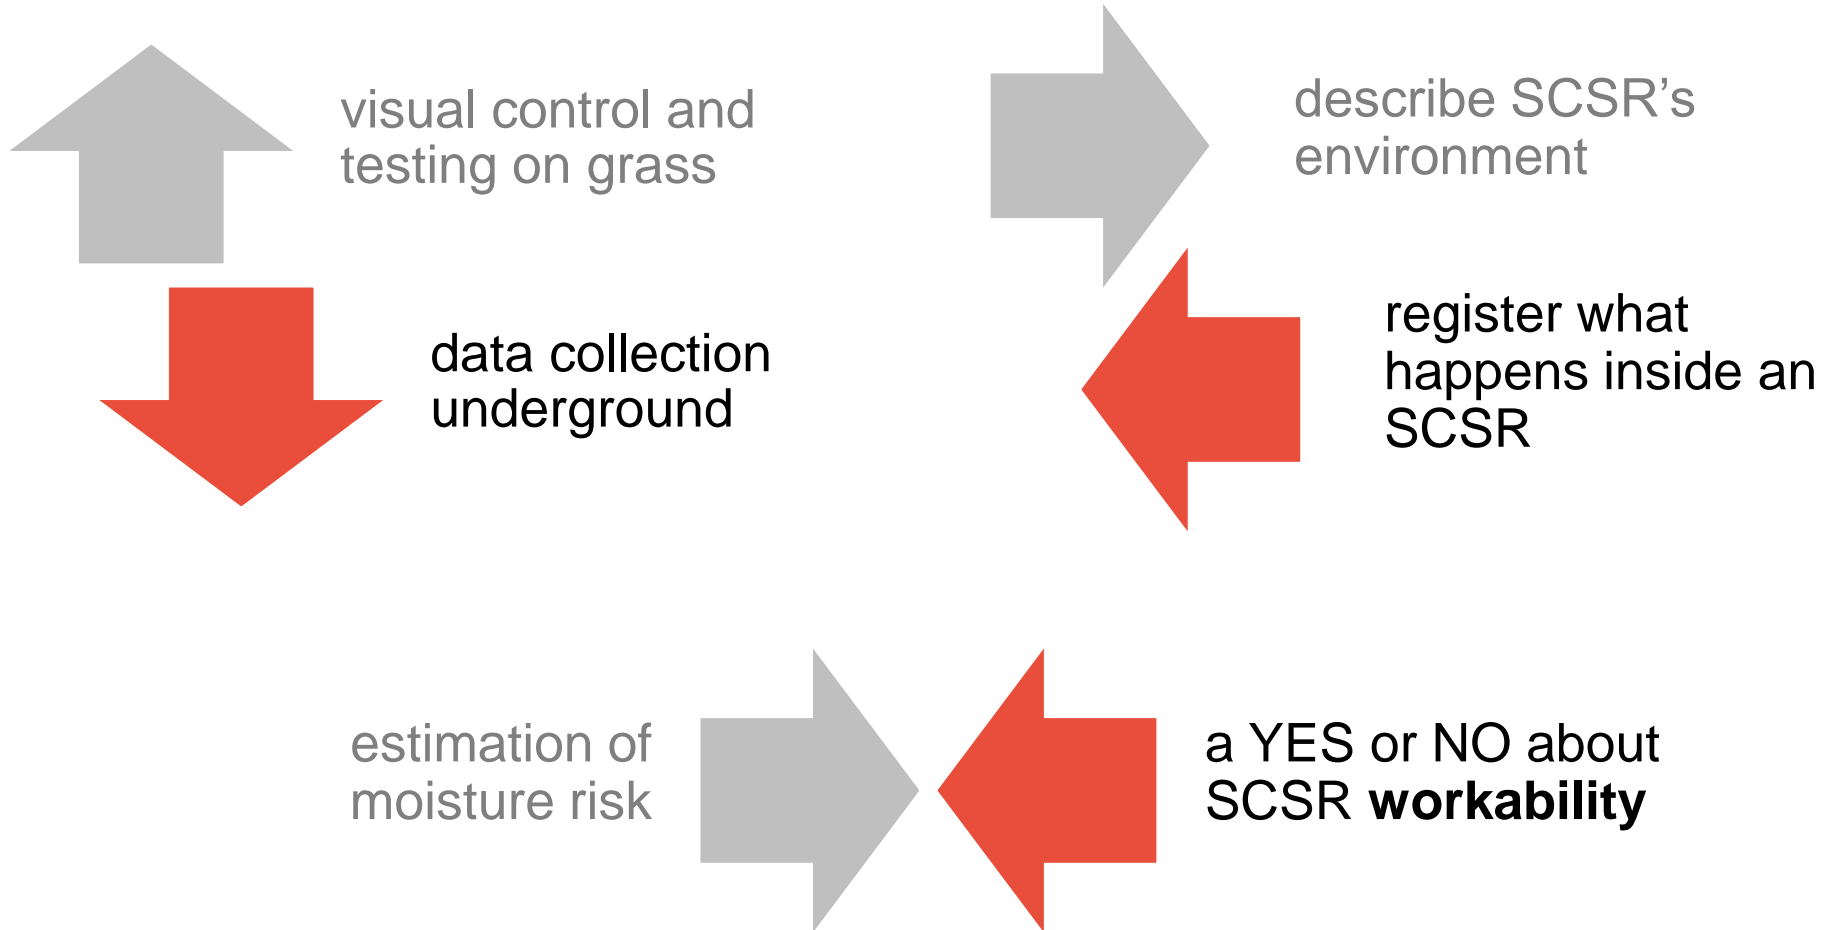 visual control and
testing on grass
data collection
underground
describe SCSR’s
environment
register what
happens inside an
SCSR
estimation of
moisture risk
a YES or NO about
SCSR workability